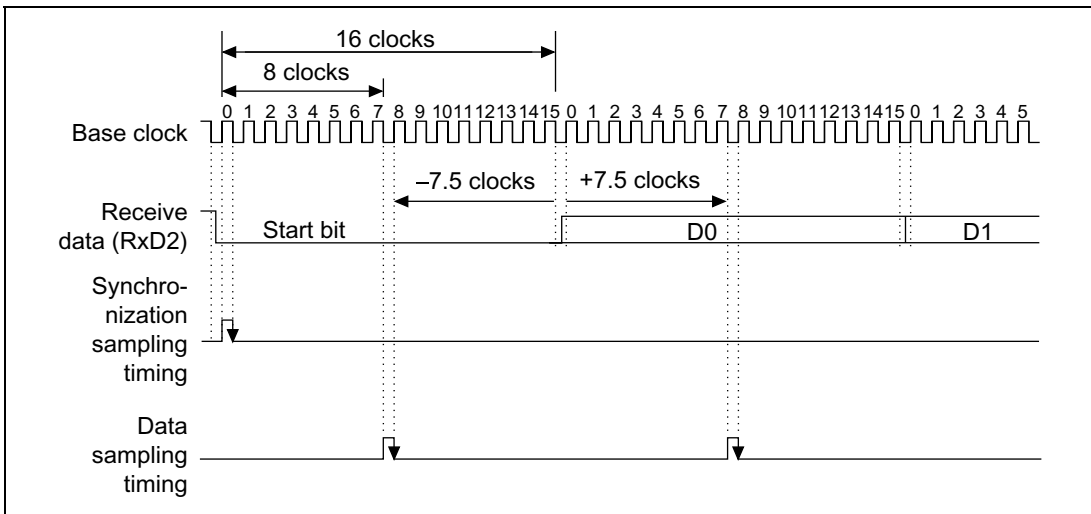 16 clocks
8 clocks
0 1 2 3 4 5 6 7 8 9 10 11 12 13 14 15 0 1 2 3 4 5 6 7 8 9 10 11 12 13 14 15 0 1 2 3 4 5
Base clock
–7.5 clocks
+7.5 clocks
Receive
data (RxD2)
Start bit
D0
D1
Synchro-
nization
sampling
timing
Data
sampling
timing